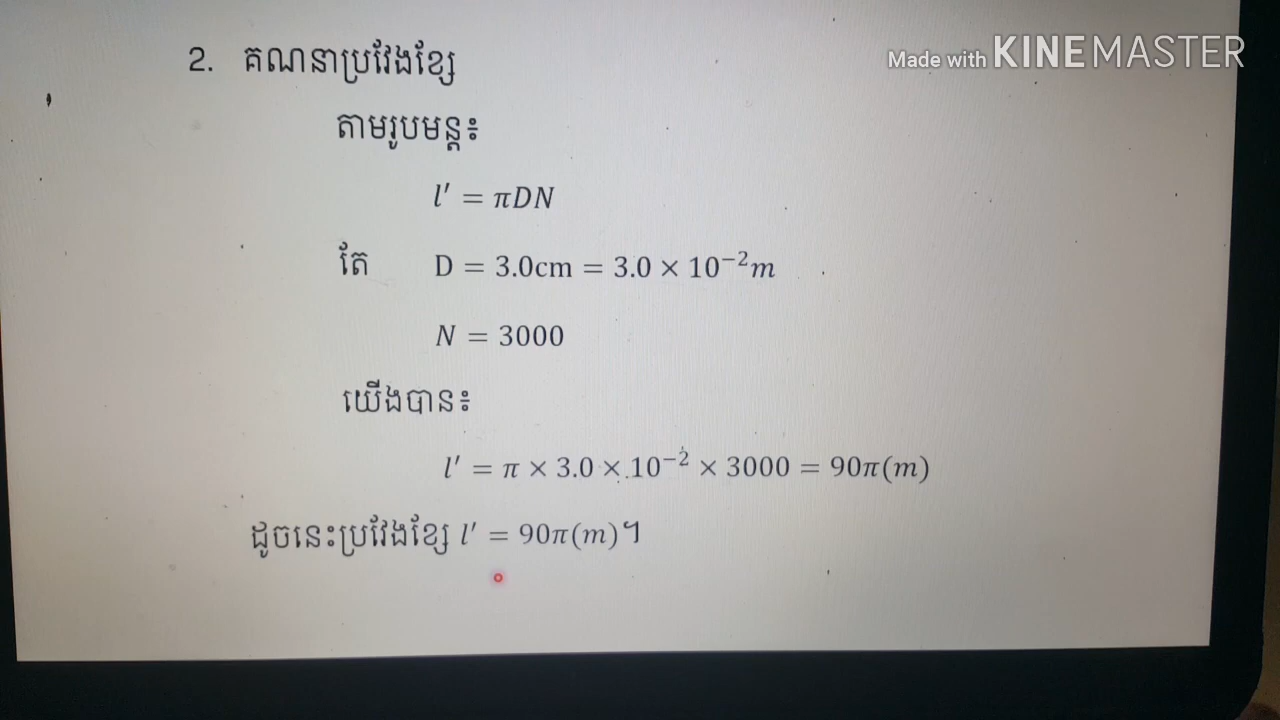 Made with KINEMASTER
2. គណនាប្រវែងខ្សែ
តាមរូបមន្ត៖
l′ = πDN
តែ D = 3.0cm = 3.0 × 10⁻²m
N = 3000
យើងបាន៖
l′ = π × 3.0 × 10⁻² × 3000 = 90π(m)
ដូចនេះប្រវែងខ្សែ l′ = 90π(m)។